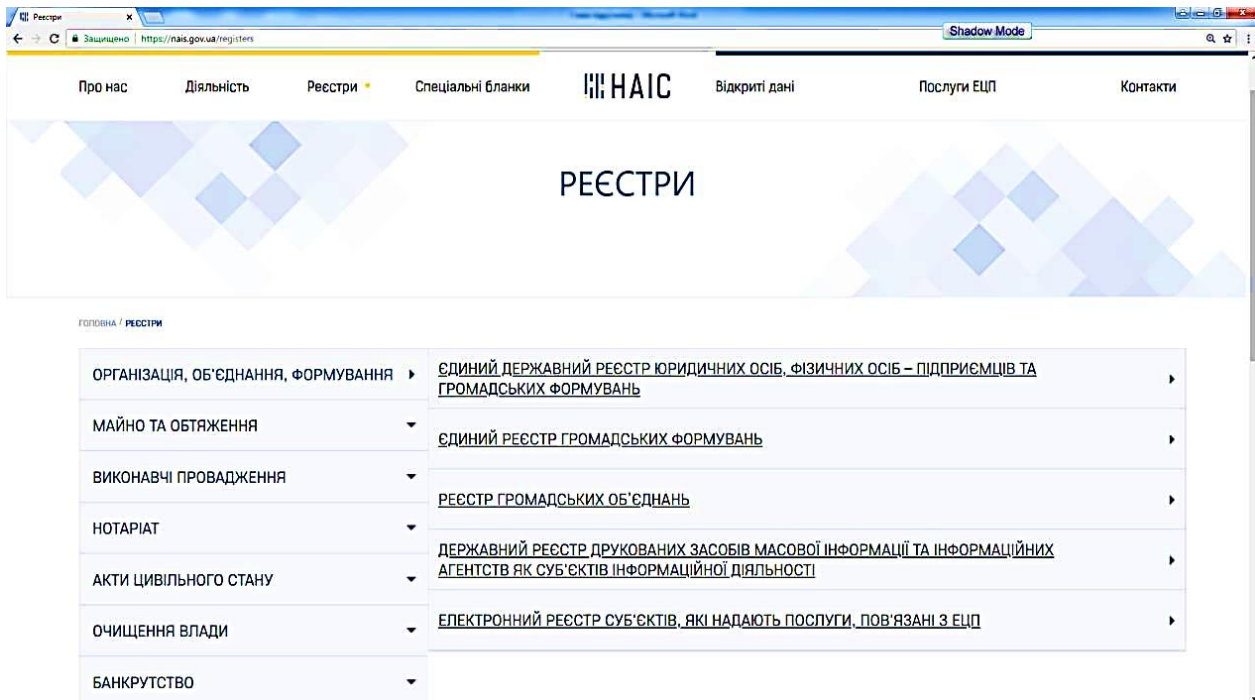 Реєстри
Shadow Mode
Защищено https://nais.gov.ua/registers
Про нас Діяльність Реєстри Спеціальні бланки НАІС Відкриті дані Послуги ЕЦП Контакти
РЕЄСТРИ
ГОЛОВНА / РЕЄСТРИ
ОРГАНІЗАЦІЯ, ОБ'ЄДНАННЯ, ФОРМУВАННЯ
МАЙНО ТА ОБТЯЖЕННЯ
ВИКОНАВЧІ ПРОВАДЖЕННЯ
НОТАРІАТ
АКТИ ЦИВІЛЬНОГО СТАНУ
ОЧИЩЕННЯ ВЛАДИ
БАНКРУТСТВО
ЄДИНИЙ ДЕРЖАВНИЙ РЕЄСТР ЮРИДИЧНИХ ОСІБ, ФІЗИЧНИХ ОСІБ – ПІДПРИЄМЦІВ ТА
ГРОМАДСЬКИХ ФОРМУВАНЬ
ЄДИНИЙ РЕЄСТР ГРОМАДСЬКИХ ФОРМУВАНЬ
РЕЄСТР ГРОМАДСЬКИХ ОБ'ЄДНАНЬ
ДЕРЖАВНИЙ РЕЄСТР ДРУКОВАНИХ ЗАСОБІВ МАСОВОЇ ІНФОРМАЦІЇ ТА ІНФОРМАЦІЙНИХ
АГЕНТСТВ ЯК СУБ'ЄКТІВ ІНФОРМАЦІЙНОЇ ДІЯЛЬНОСТІ
ЕЛЕКТРОННИЙ РЕЄСТР СУБ'ЄКТІВ, ЯКІ НАДАЮТЬ ПОСЛУГИ, ПОВ'ЯЗАНІ З ЕЦП